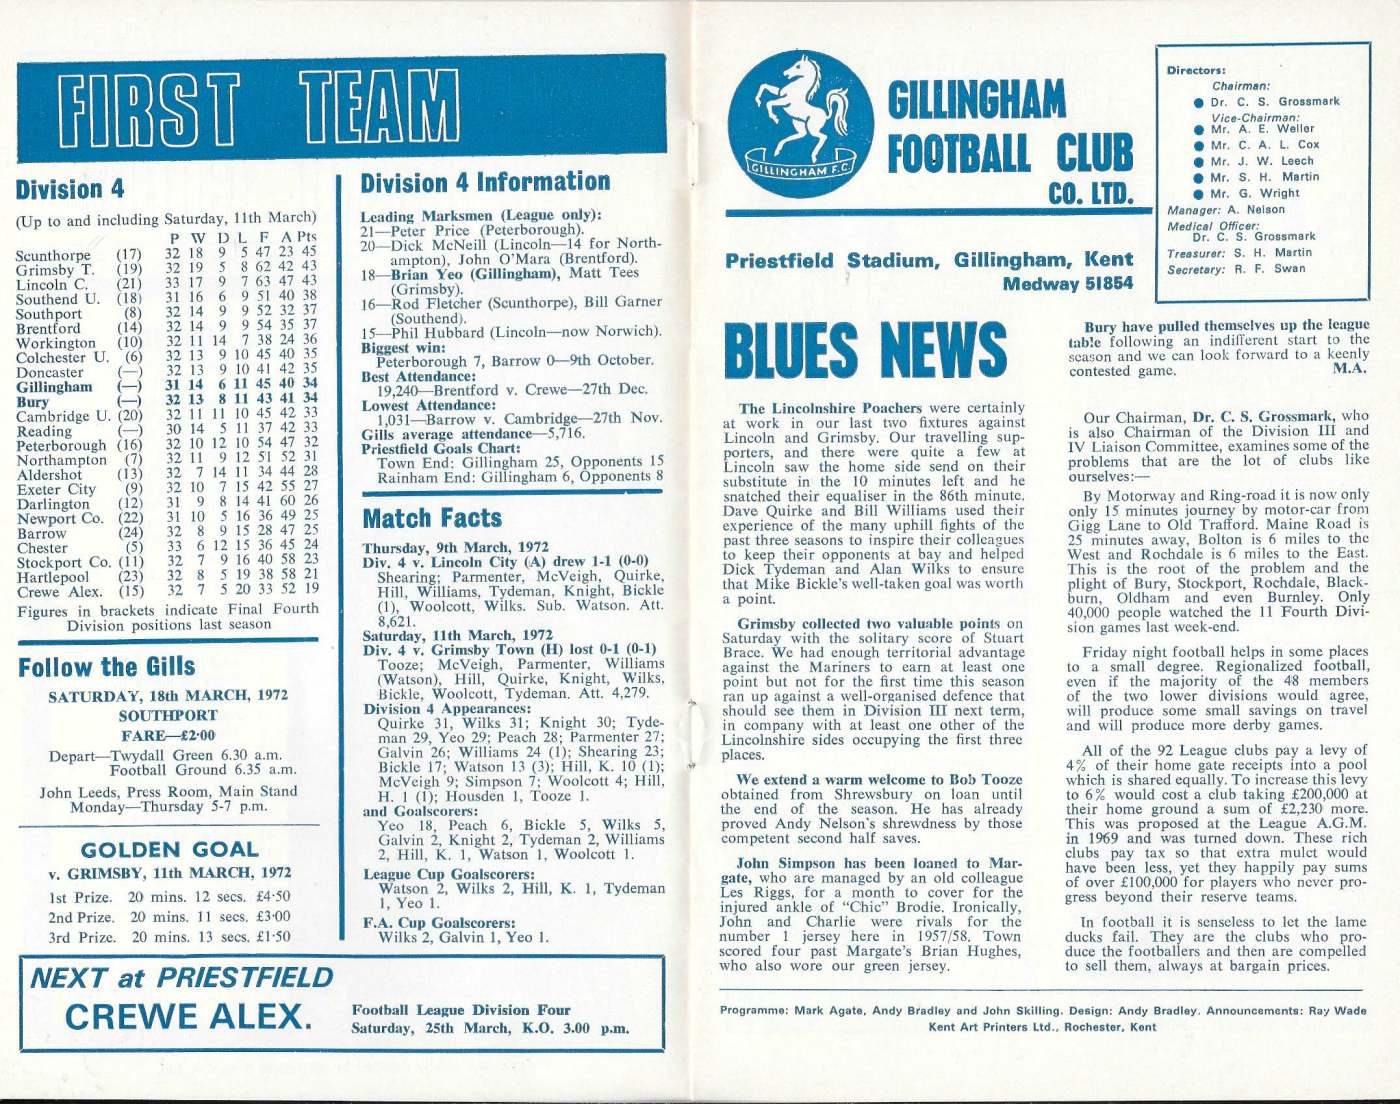 FIRST TEAM
Division 4
(Up to and including Saturday, 11th March)
P W D L F A Pts
Scunthorpe (17) 32 18 9 5 47 23 45
Grimsby T. (19) 32 19 5 8 62 42 43
Lincoln C. (21) 33 17 9 7 63 47 43
Southend U. (18) 31 16 6 9 51 40 38
Southport (8) 32 14 9 9 52 32 37
Brentford (14) 32 14 9 9 54 35 37
Workington (10) 32 11 14 7 38 24 36
Colchester U. (6) 32 13 9 10 45 40 35
Doncaster (—) 32 13 9 10 41 42 35
Gillingham (—) 31 14 6 11 45 40 34
Bury (—) 32 13 8 11 43 41 34
Cambridge U. (20) 32 11 11 10 45 42 33
Reading (—) 30 14 5 11 37 42 33
Peterborough (16) 32 10 12 10 54 47 32
Northampton (7) 32 11 9 12 51 52 31
Aldershot (13) 32 7 14 11 34 44 28
Exeter City (9) 32 10 7 15 42 55 27
Darlington (12) 31 9 8 14 41 60 26
Newport Co. (22) 31 10 5 16 36 49 25
Barrow (24) 32 8 9 15 28 47 25
Chester (5) 33 6 12 15 36 45 24
Stockport Co. (11) 32 7 9 16 40 58 23
Hartlepool (23) 32 8 5 19 38 58 21
Crewe Alex. (15) 32 7 5 20 33 52 19
Figures in brackets indicate Final Fourth
Division positions last season
Follow the Gills
SATURDAY, 18th MARCH, 1972
SOUTHPORT
FARE—£2·00
Depart—Twydall Green 6.30 a.m.
Football Ground 6.35 a.m.
John Leeds, Press Room, Main Stand
Monday—Thursday 5-7 p.m.
GOLDEN GOAL
v. GRIMSBY, 11th MARCH, 1972
1st Prize. 20 mins. 12 secs. £4·50
2nd Prize. 20 mins. 11 secs. £3·00
3rd Prize. 20 mins. 13 secs. £1·50
Division 4 Information
Leading Marksmen (League only):
21—Peter Price (Peterborough).
20—Dick McNeill (Lincoln—14 for North-
ampton), John O'Mara (Brentford).
18—Brian Yeo (Gillingham), Matt Tees
(Grimsby).
16—Rod Fletcher (Scunthorpe), Bill Garner
(Southend).
15—Phil Hubbard (Lincoln—now Norwich).
Biggest win:
Peterborough 7, Barrow 0—9th October.
Best Attendance:
19,240—Brentford v. Crewe—27th Dec.
Lowest Attendance:
1,031—Barrow v. Cambridge—27th Nov.
Gills average attendance—5,716.
Priestfield Goals Chart:
Town End: Gillingham 25, Opponents 15
Rainham End: Gillingham 6, Opponents 8
Match Facts
Thursday, 9th March, 1972
Div. 4 v. Lincoln City (A) drew 1-1 (0-0)
Shearing; Parmenter, McVeigh, Quirke,
Hill, Williams, Tydeman, Knight, Bickle
(1), Woolcott, Wilks. Sub. Watson. Att.
8,621.
Saturday, 11th March, 1972
Div. 4 v. Grimsby Town (H) lost 0-1 (0-1)
Tooze; McVeigh, Parmenter, Williams
(Watson), Hill, Quirke, Knight, Wilks,
Bickle, Woolcott, Tydeman. Att. 4,279.
Division 4 Appearances:
Quirke 31, Wilks 31; Knight 30; Tyde-
man 29, Yeo 29; Peach 28; Parmenter 27;
Galvin 26; Williams 24 (1); Shearing 23;
Bickle 17; Watson 13 (3); Hill, K. 10 (1);
McVeigh 9; Simpson 7; Woolcott 4; Hill,
H. 1 (1); Housden 1, Tooze 1.
and Goalscorers:
Yeo 18, Peach 6, Bickle 5, Wilks 5,
Galvin 2, Knight 2, Tydeman 2, Williams
2, Hill, K. 1, Watson 1, Woolcott 1.
League Cup Goalscorers:
Watson 2, Wilks 2, Hill, K. 1, Tydeman
1, Yeo 1.
F.A. Cup Goalscorers:
Wilks 2, Galvin 1, Yeo 1.
NEXT at PRIESTFIELD
CREWE ALEX.
Football League Division Four
Saturday, 25th March, K.O. 3.00 p.m.
GILLINGHAM F.C.
GILLINGHAM
FOOTBALL CLUB
CO. LTD.
Priestfield Stadium, Gillingham, Kent
Medway 51854
Directors:
Chairman:
● Dr. C. S. Grossmark
Vice-Chairman:
● Mr. A. E. Weller
● Mr. C. A. L. Cox
● Mr. J. W. Leech
● Mr. S. H. Martin
● Mr. G. Wright
Manager: A. Nelson
Medical Officer:
Dr. C. S. Grossmark
Treasurer: S. H. Martin
Secretary: R. F. Swan
BLUES NEWS
The Lincolnshire Poachers were certainly
at work in our last two fixtures against
Lincoln and Grimsby. Our travelling sup-
porters, and there were quite a few at
Lincoln saw the home side send on their
substitute in the 10 minutes left and he
snatched their equaliser in the 86th minute.
Dave Quirke and Bill Williams used their
experience of the many uphill fights of the
past three seasons to inspire their colleagues
to keep their opponents at bay and helped
Dick Tydeman and Alan Wilks to ensure
that Mike Bickle's well-taken goal was worth
a point.
Grimsby collected two valuable points on
Saturday with the solitary score of Stuart
Brace. We had enough territorial advantage
against the Mariners to earn at least one
point but not for the first time this season
ran up against a well-organised defence that
should see them in Division III next term,
in company with at least one other of the
Lincolnshire sides occupying the first three
places.
We extend a warm welcome to Bob Tooze
obtained from Shrewsbury on loan until
the end of the season. He has already
proved Andy Nelson's shrewdness by those
competent second half saves.
John Simpson has been loaned to Mar-
gate, who are managed by an old colleague
Les Riggs, for a month to cover for the
injured ankle of "Chic" Brodie. Ironically,
John and Charlie were rivals for the
number 1 jersey here in 1957/58, Town
scored four past Margate's Brian Hughes,
who also wore our green jersey.
Bury have pulled themselves up the league
table following an indifferent start to the
season and we can look forward to a keenly
contested game. M.A.
Our Chairman, Dr. C. S. Grossmark, who
is also Chairman of the Division III and
IV Liaison Committee, examines some of the
problems that are the lot of clubs like
ourselves:—
By Motorway and Ring-road it is now only
only 15 minutes journey by motor-car from
Gigg Lane to Old Trafford. Maine Road is
25 minutes away, Bolton is 6 miles to the
West and Rochdale is 6 miles to the East.
This is the root of the problem and the
plight of Bury, Stockport, Rochdale, Black-
burn, Oldham and even Burnley. Only
40,000 people watched the 11 Fourth Divi-
sion games last week-end.
Friday night football helps in some places
to a small degree. Regionalized football,
even if the majority of the 48 members
of the two lower divisions would agree,
will produce some small savings on travel
and will produce more derby games.
All of the 92 League clubs pay a levy of
4% of their home gate receipts into a pool
which is shared equally. To increase this levy
to 6% would cost a club taking £200,000 at
their home ground a sum of £2,230 more.
This was proposed at the League A.G.M.
in 1969 and was turned down. These rich
clubs pay tax so that extra mulct would
have been less, yet they happily pay sums
of over £100,000 for players who never pro-
gress beyond their reserve teams.
In football it is senseless to let the lame
ducks fail. They are the clubs who pro-
duce the footballers and then are compelled
to sell them, always at bargain prices.
Programme: Mark Agate, Andy Bradley and John Skilling. Design: Andy Bradley. Announcements: Ray Wade
Kent Art Printers Ltd., Rochester, Kent